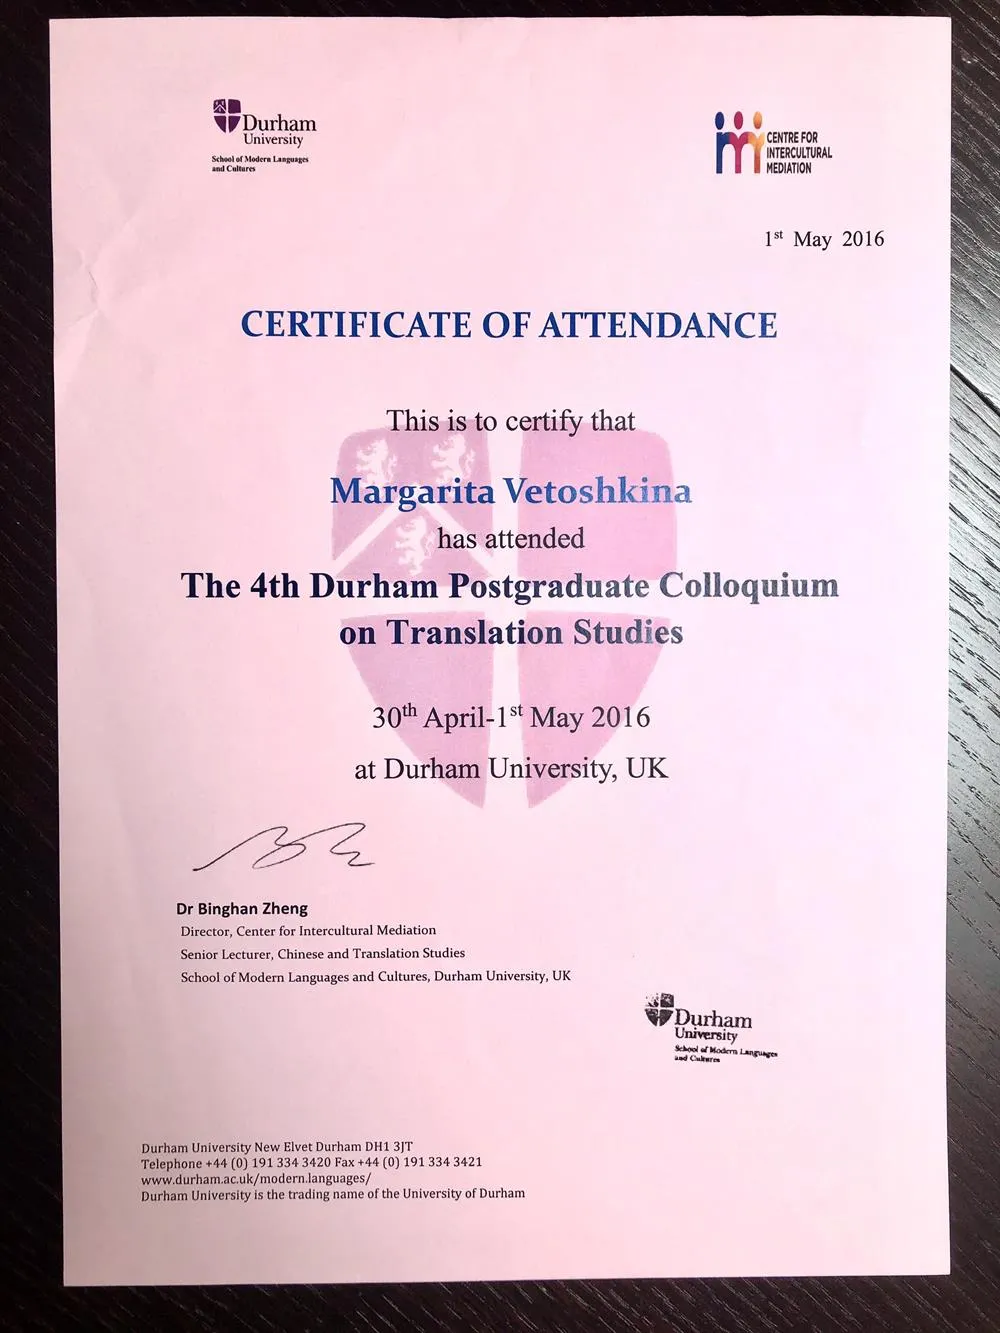 Durham
University
School of Modern Languages
and Cultures
CENTRE FOR
INTERCULTURAL
MEDIATION
1st May 2016
CERTIFICATE OF ATTENDANCE
This is to certify that
Margarita Vetoshkina
has attended
The 4th Durham Postgraduate Colloquium
on Translation Studies
30th April-1st May 2016
at Durham University, UK
Dr Binghan Zheng
Director, Center for Intercultural Mediation
Senior Lecturer, Chinese and Translation Studies
School of Modern Languages and Cultures, Durham University, UK
Durham
University
School of Modern Languages
and Cultures
Durham University New Elvet Durham DH1 3JT
Telephone +44 (0) 191 334 3420 Fax +44 (0) 191 334 3421
www.durham.ac.uk/modern.languages/
Durham University is the trading name of the University of Durham